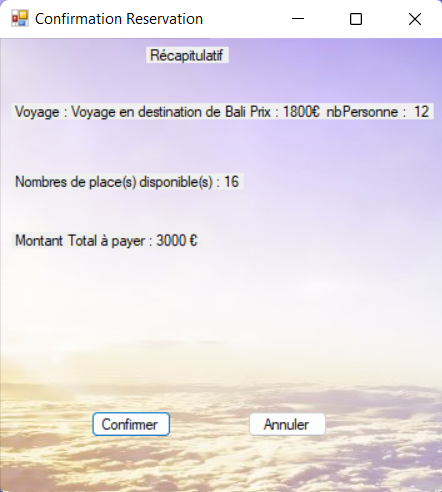 Confirmation Reservation
Récapitulatif
Voyage : Voyage en destination de Bali Prix : 1800€ nbPersonne : 12
Nombres de place(s) disponible(s) : 16
Montant Total à payer : 3000 €
Confirmer Annuler